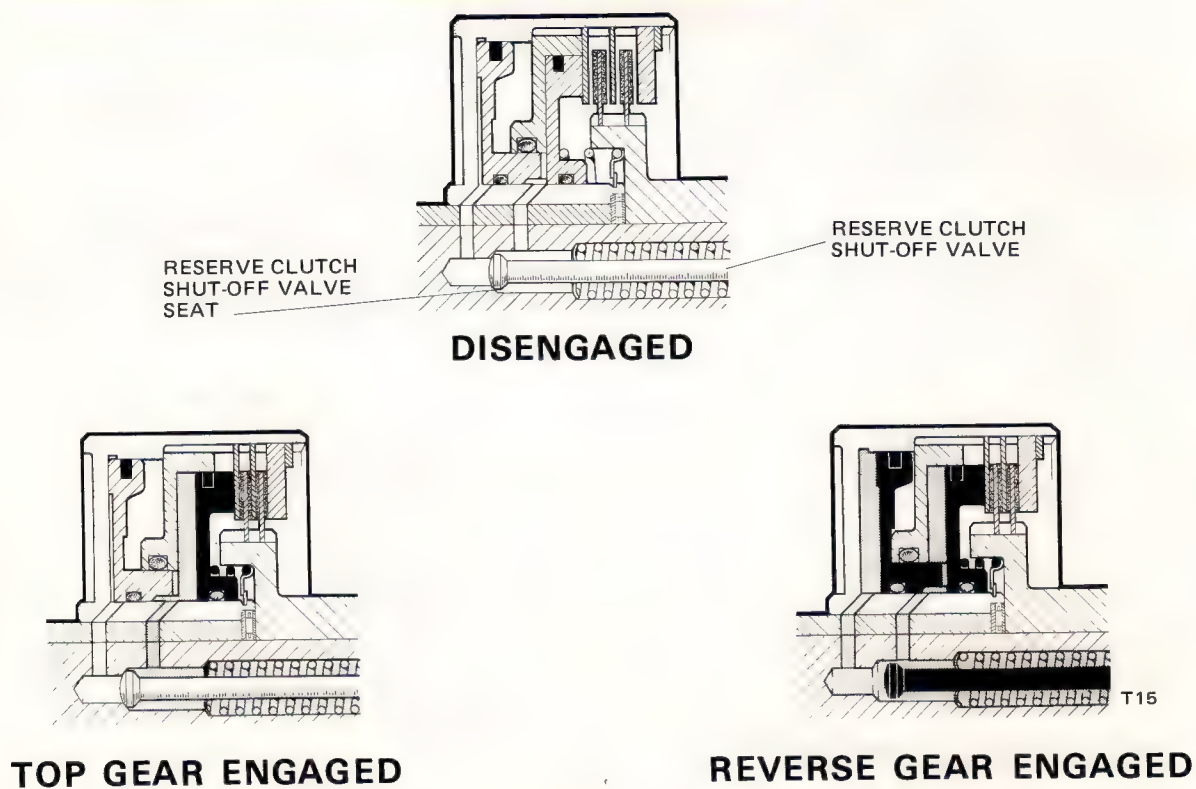 RESERVE CLUTCH
SHUT-OFF VALVE
SEAT
RESERVE CLUTCH
SHUT-OFF VALVE
DISENGAGED
T15
TOP GEAR ENGAGED
REVERSE GEAR ENGAGED